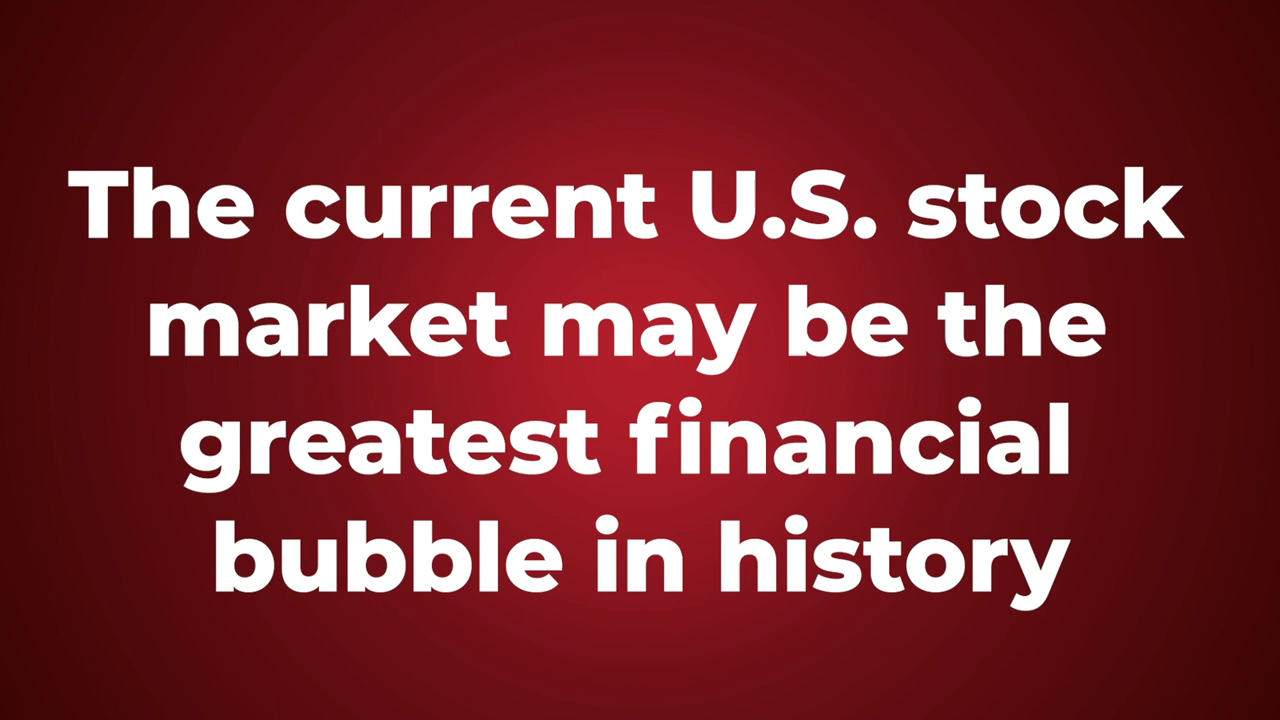 The current U.S. stock
market may be the
greatest financial
bubble in history